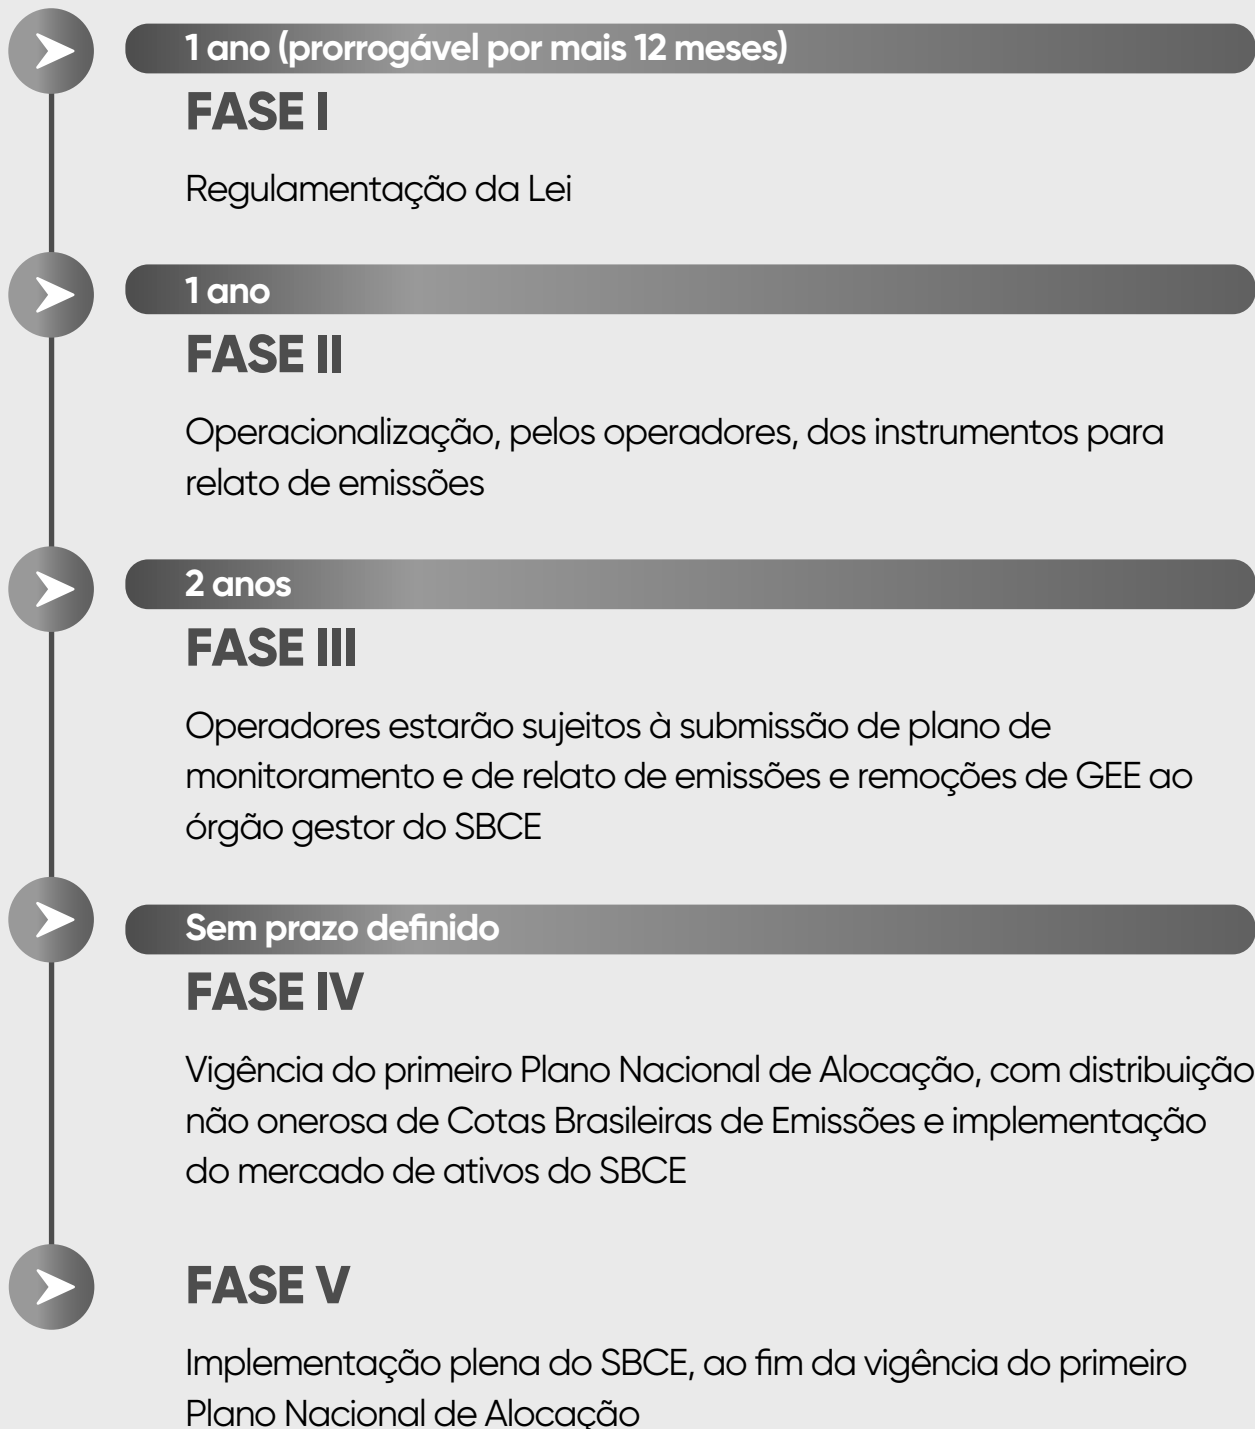 1 ano (prorrogável por mais 12 meses)
FASE I
Regulamentação da Lei
1 ano
FASE II
Operacionalização, pelos operadores, dos instrumentos para
relato de emissões
2 anos
FASE III
Operadores estarão sujeitos à submissão de plano de
monitoramento e de relato de emissões e remoções de GEE ao
órgão gestor do SBCE
Sem prazo definido
FASE IV
Vigência do primeiro Plano Nacional de Alocação, com distribuição
não onerosa de Cotas Brasileiras de Emissões e implementação
do mercado de ativos do SBCE
FASE V
Implementação plena do SBCE, ao fim da vigência do primeiro
Plano Nacional de Alocação